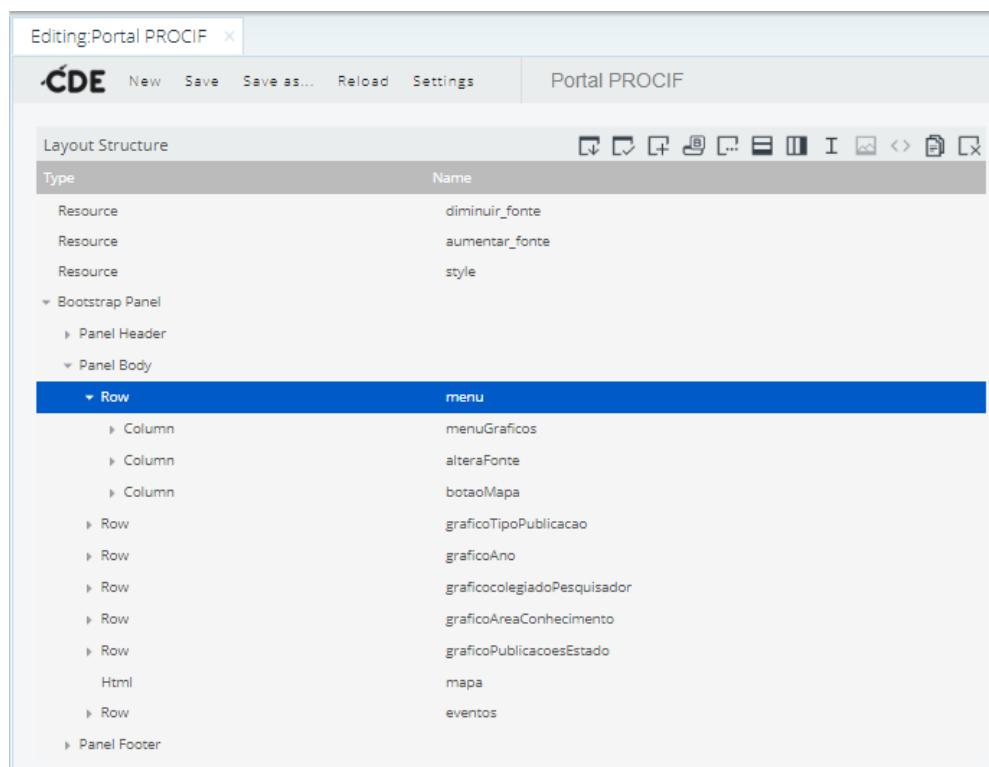 Editing:Portal PROCIF ×
CDE New Save Save as... Reload Settings Portal PROCIF
Layout Structure
Type Name
Resource diminuir_fonte
Resource aumentar_fonte
Resource style
Bootstrap Panel
Panel Header
Panel Body
Row menu
Column menuGraficos
Column alteraFonte
Column botaoMapa
Row graficoTipoPublicacao
Row graficoAno
Row graficocolegiadoPesquisador
Row graficoAreaConhecimento
Row graficoPublicacoesEstado
Html mapa
Row eventos
Panel Footer